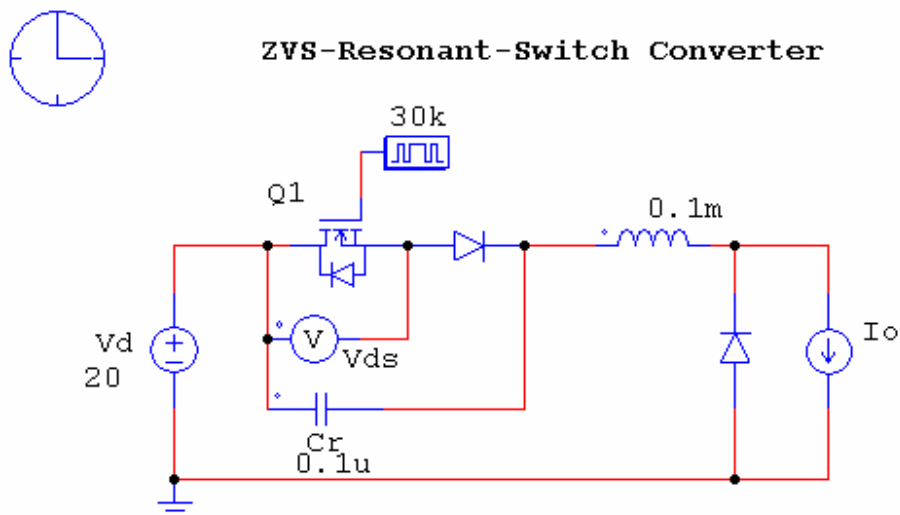 ZVS-Resonant-Switch Converter
30k
Q1
0.1m
V
Vds
Vd
20
Io
Cr
0.1u